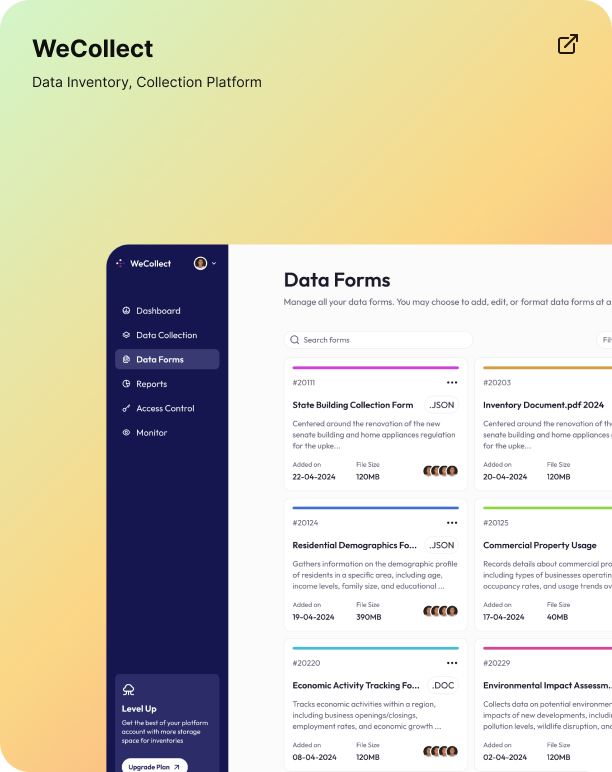 WeCollect
Data Inventory, Collection Platform
WeCollect
Dashboard
Data Collection
Data Forms
Reports
Access Control
Monitor
Level Up
Get the best of your platform
account with more storage
space for inventories
Upgrade Plan
Data Forms
Manage all your data forms. You may choose to add, edit, or format data forms at a
Search forms
Filt
#20111
State Building Collection Form .JSON
Centered around the renovation of the new
senate building and home appliances regulation
for the upke...
Added on File Size
22-04-2024 120MB
#20203
Inventory Document.pdf 2024
Centered around the renovation of the
senate building and home appliances
for the upke...
Added on File Size
20-04-2024 120MB
#20124
Residential Demographics Fo... .JSON
Gathers information on the demographic profile
of residents in a specific area, including age,
income levels, family size, and educational ...
Added on File Size
19-04-2024 390MB
#20125
Commercial Property Usage
Records details about commercial pro
including types of businesses operatin
occupancy rates, and usage trends ov
Added on File Size
17-04-2024 40MB
#20220
Economic Activity Tracking Fo... .DOC
Tracks economic activities within a region,
including business openings/closings,
employment rates, and economic growth ...
Added on File Size
08-04-2024 120MB
#20229
Environmental Impact Assessm..
Collects data on potential environmen
impacts of new developments, includi
pollution levels, wildlife disruption, and
Added on File Size
02-04-2024 120MB